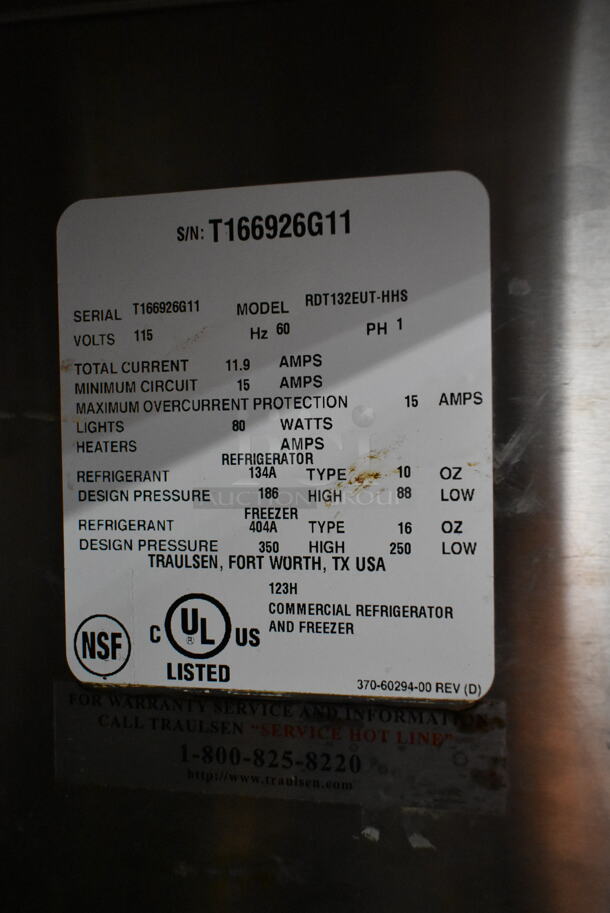 S/N: T166926G11
SERIAL T166926G11 MODEL RDT132EUT-HHS
VOLTS 115 Hz 60 PH 1
TOTAL CURRENT 11.9 AMPS
MINIMUM CIRCUIT 15 AMPS
MAXIMUM OVERCURRENT PROTECTION 15 AMPS
LIGHTS 80 WATTS
HEATERS AMPS
REFRIGERATOR
REFRIGERANT 134A TYPE 10 OZ
DESIGN PRESSURE 186 HIGH 88 LOW
AUCTION GROUP
FREEZER
REFRIGERANT 404A TYPE 16 OZ
DESIGN PRESSURE 350 HIGH 250 LOW
TRAULSEN, FORT WORTH, TX USA
123H
COMMERCIAL REFRIGERATOR
AND FREEZER
NSF
C UL ® US
LISTED
370-60294-00 REV (D)
FOR WARRANTY SERVICE AND INFORMATION
CALL TRAULSEN "SERVICE HOT LINE"
1-800-825-8220
http://www.traulsen.com